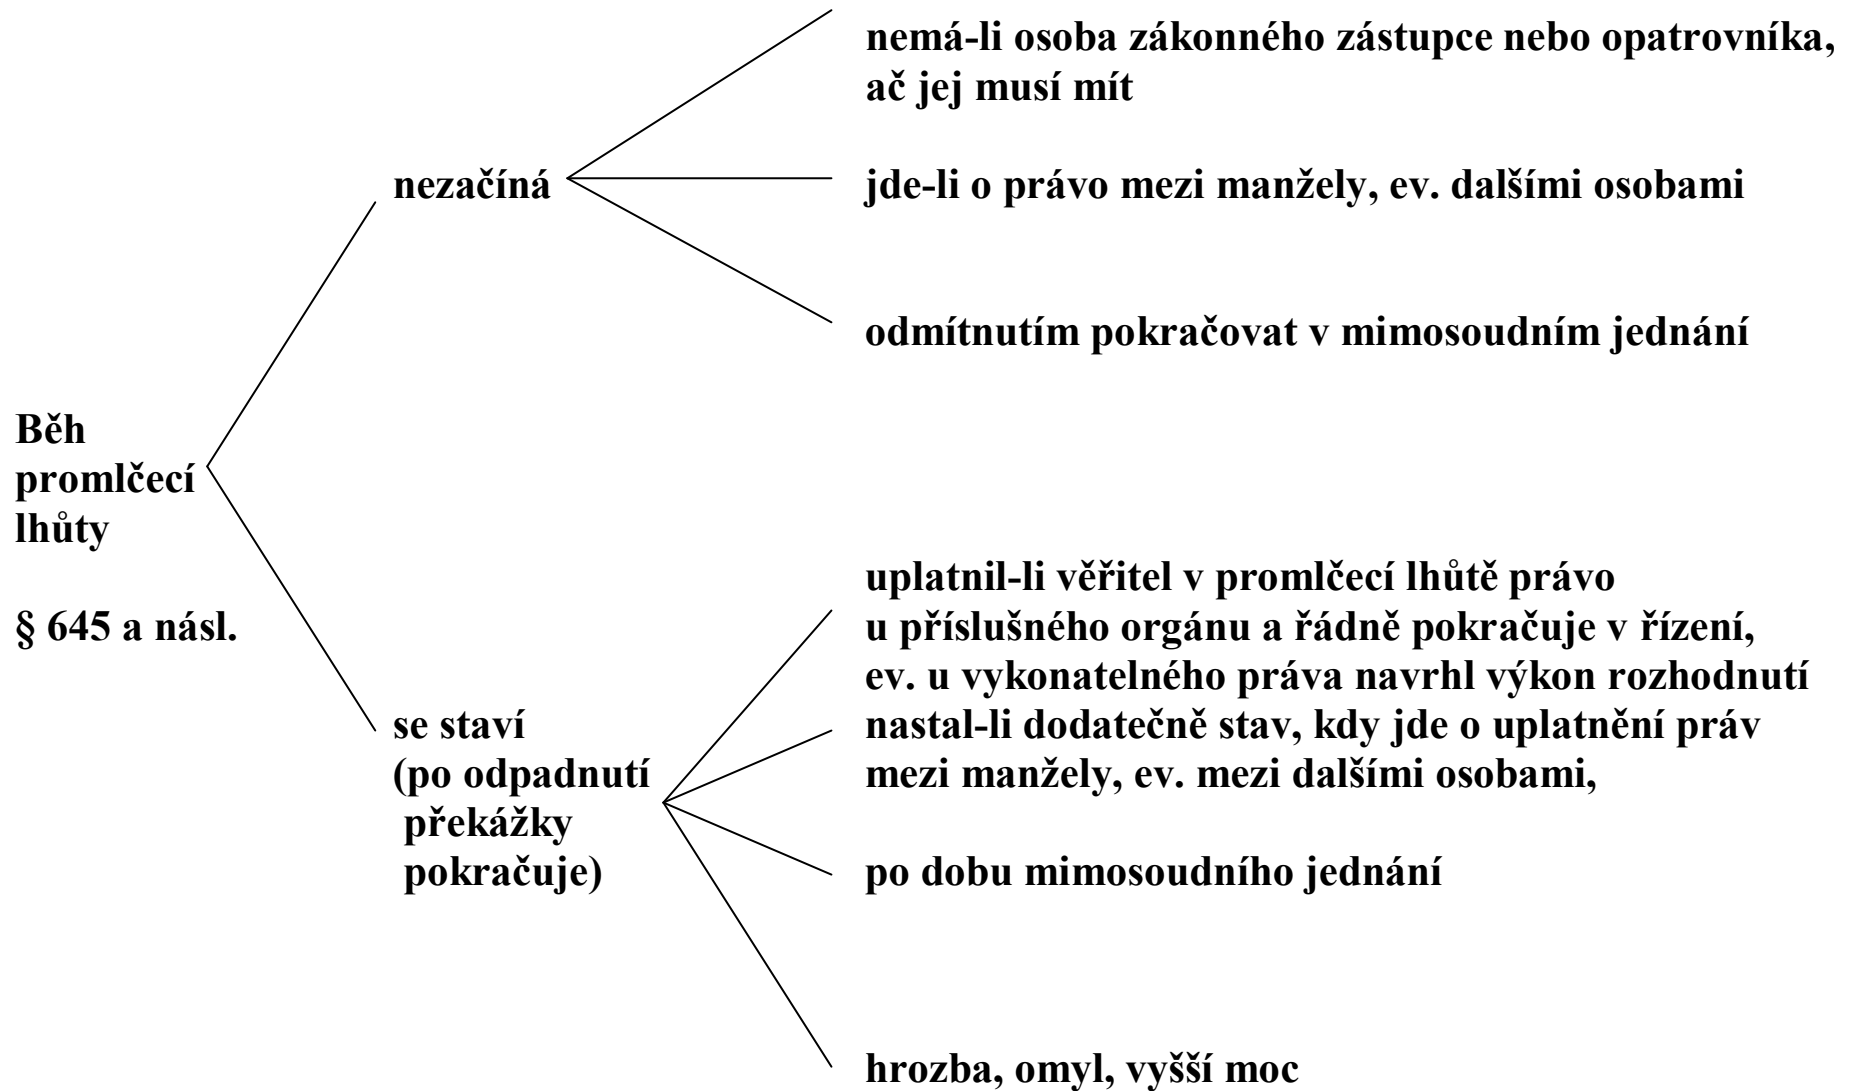 Běh
promlčecí
lhůty
§ 645 a násl.
nezačíná
nemá-li osoba zákonného zástupce nebo opatrovníka,
ač jej musí mít
jde-li o právo mezi manžely, ev. dalšími osobami
odmítnutím pokračovat v mimosoudním jednání
se staví
(po odpadnutí
překážky
pokračuje)
uplatnil-li věřitel v promlčecí lhůtě právo
u příslušného orgánu a řádně pokračuje v řízení,
ev. u vykonatelného práva navrhl výkon rozhodnutí
nastal-li dodatečně stav, kdy jde o uplatnění práv
mezi manžely, ev. mezi dalšími osobami,
po dobu mimosoudního jednání
hrozba, omyl, vyšší moc